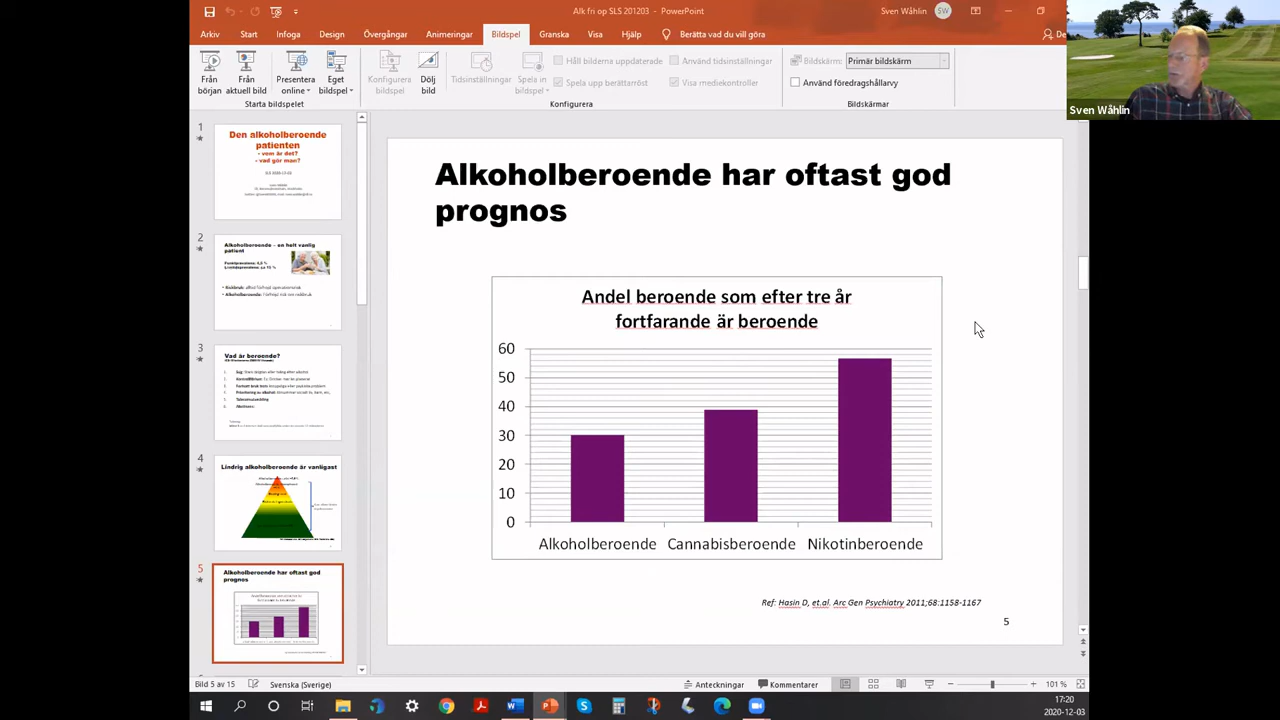 Alk fri op SLS 201203 - PowerPoint
Sven Wåhlin
SW
Arkiv Start Infoga Design Övergångar Animeringar Bildspel Granska Visa Hjälp Berätta vad du vill göra
Från början
Från aktuell bild
Presentera online
Eget bildspel
Starta bildspelet
Konfigurera bildspel
Dölj bild
Tidsinställningar
Spela in bildspel
Håll bilderna uppdaterade
Spela upp berättarröst
Använd tidsinställningar
Visa mediekontroller
Konfigurera
Bildskärm: Primär bildskärm
Använd föredragshållarvy
Bildskärmar
Sven Wåhlin
1
Den alkoholberoende
patienten
- vem är det?
- vad gör man?
2
Alkoholberoende – en helt vanlig
patient
3
Vad är beroende?
4
Lindrig alkoholberoende är vanligast
5
Alkoholberoende har oftast god
prognos
Alkoholberoende har oftast god
prognos
Andel beroende som efter tre år
fortfarande är beroende
60
50
40
30
20
10
0
Alkoholberoende Cannabisberoende Nikotinberoende
Ref: Hasin D, et.al. Arc Gen Psychiatry 2011;68:1158-1167
5
Bild 5 av 15
Svenska (Sverige)
Anteckningar
Kommentarer
101 %
17:20
2020-12-03